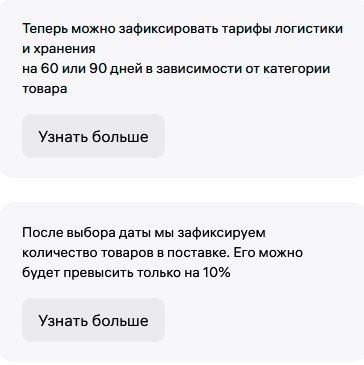 Теперь можно зафиксировать тарифы логистики
и хранения
на 60 или 90 дней в зависимости от категории
товара
Узнать больше
После выбора даты мы зафиксируем
количество товаров в поставке. Его можно
будет превысить только на 10%
Узнать больше